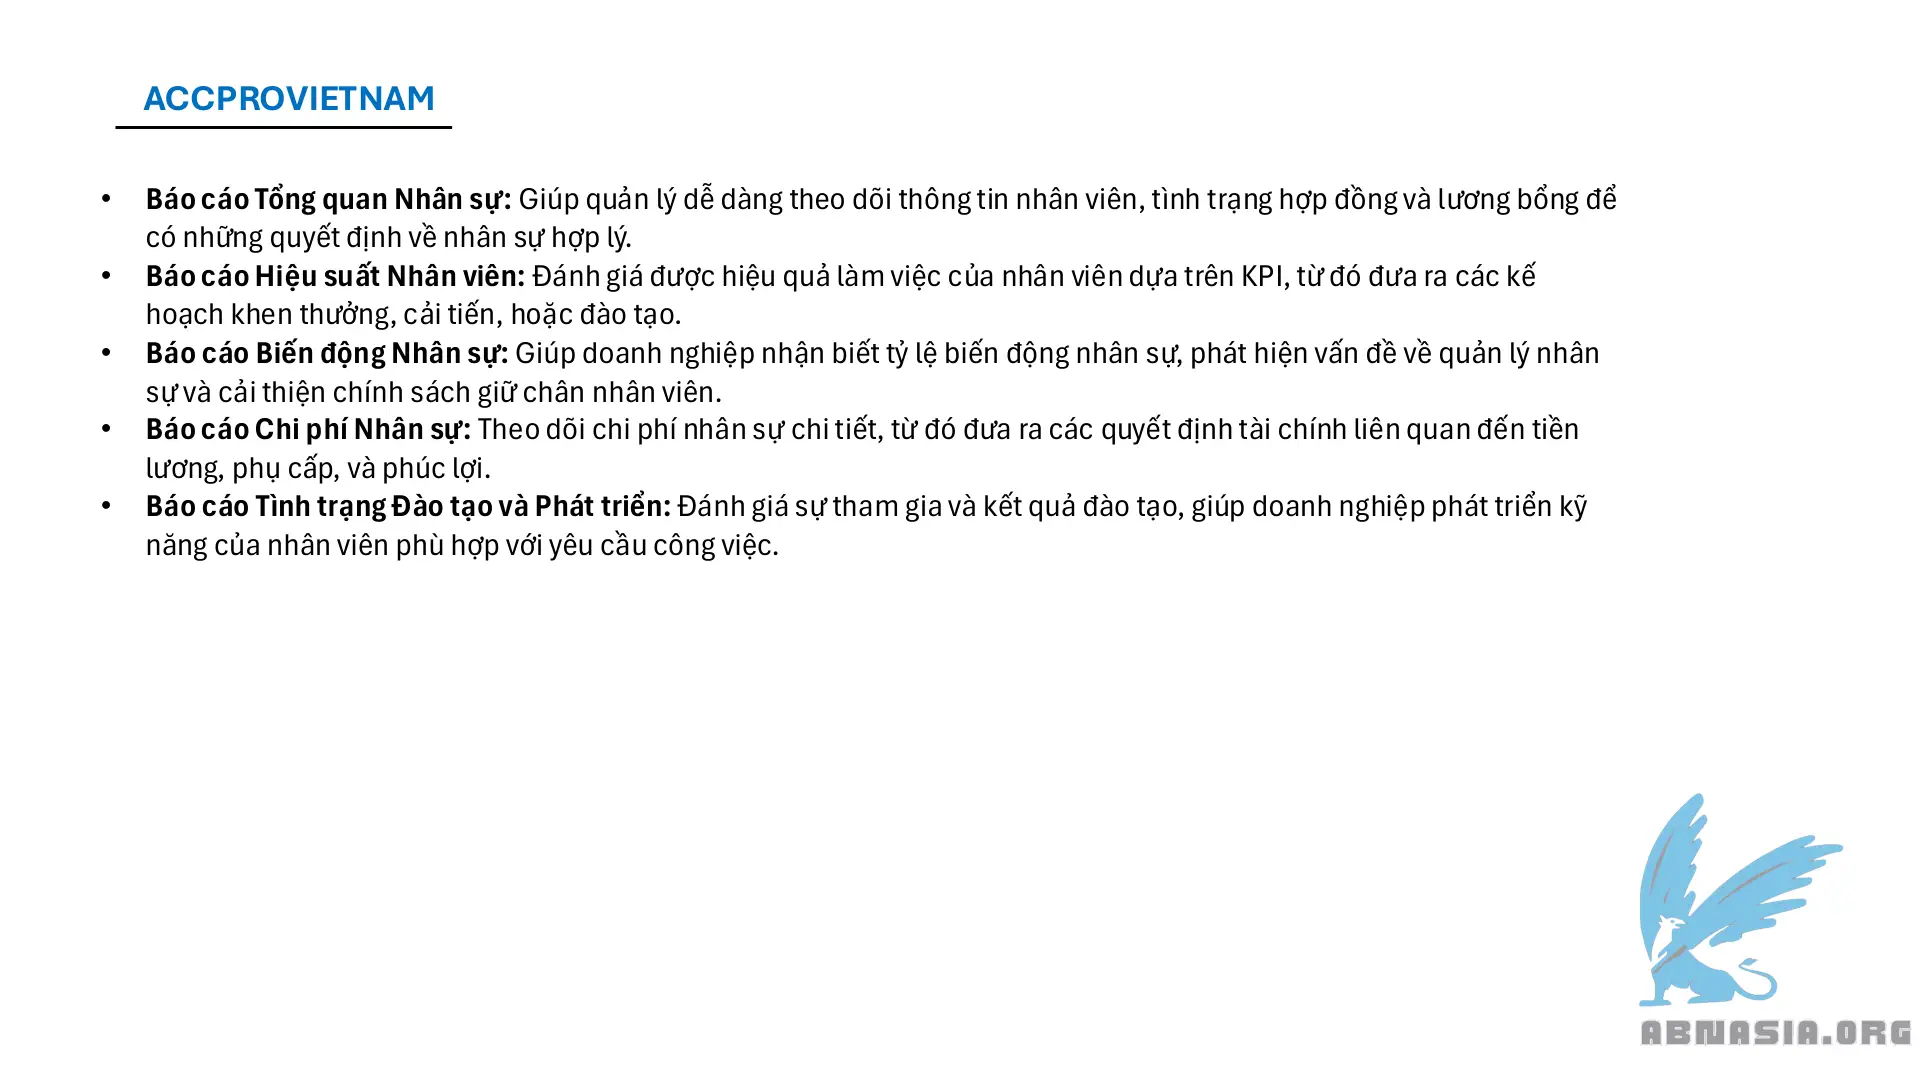 ACCPROVIETNAM
• Báo cáo Tổng quan Nhân sự: Giúp quản lý dễ dàng theo dõi thông tin nhân viên, tình trạng hợp đồng và lương bổng để
có những quyết định về nhân sự hợp lý.
• Báo cáo Hiệu suất Nhân viên: Đánh giá được hiệu quả làm việc của nhân viên dựa trên KPI, từ đó đưa ra các kế
hoạch khen thưởng, cải tiến, hoặc đào tạo.
• Báo cáo Biến động Nhân sự: Giúp doanh nghiệp nhận biết tỷ lệ biến động nhân sự, phát hiện vấn đề về quản lý nhân
sự và cải thiện chính sách giữ chân nhân viên.
• Báo cáo Chi phí Nhân sự: Theo dõi chi phí nhân sự chi tiết, từ đó đưa ra các quyết định tài chính liên quan đến tiền
lương, phụ cấp, và phúc lợi.
• Báo cáo Tình trạng Đào tạo và Phát triển: Đánh giá sự tham gia và kết quả đào tạo, giúp doanh nghiệp phát triển kỹ
năng của nhân viên phù hợp với yêu cầu công việc.
ABNASIA.ORG